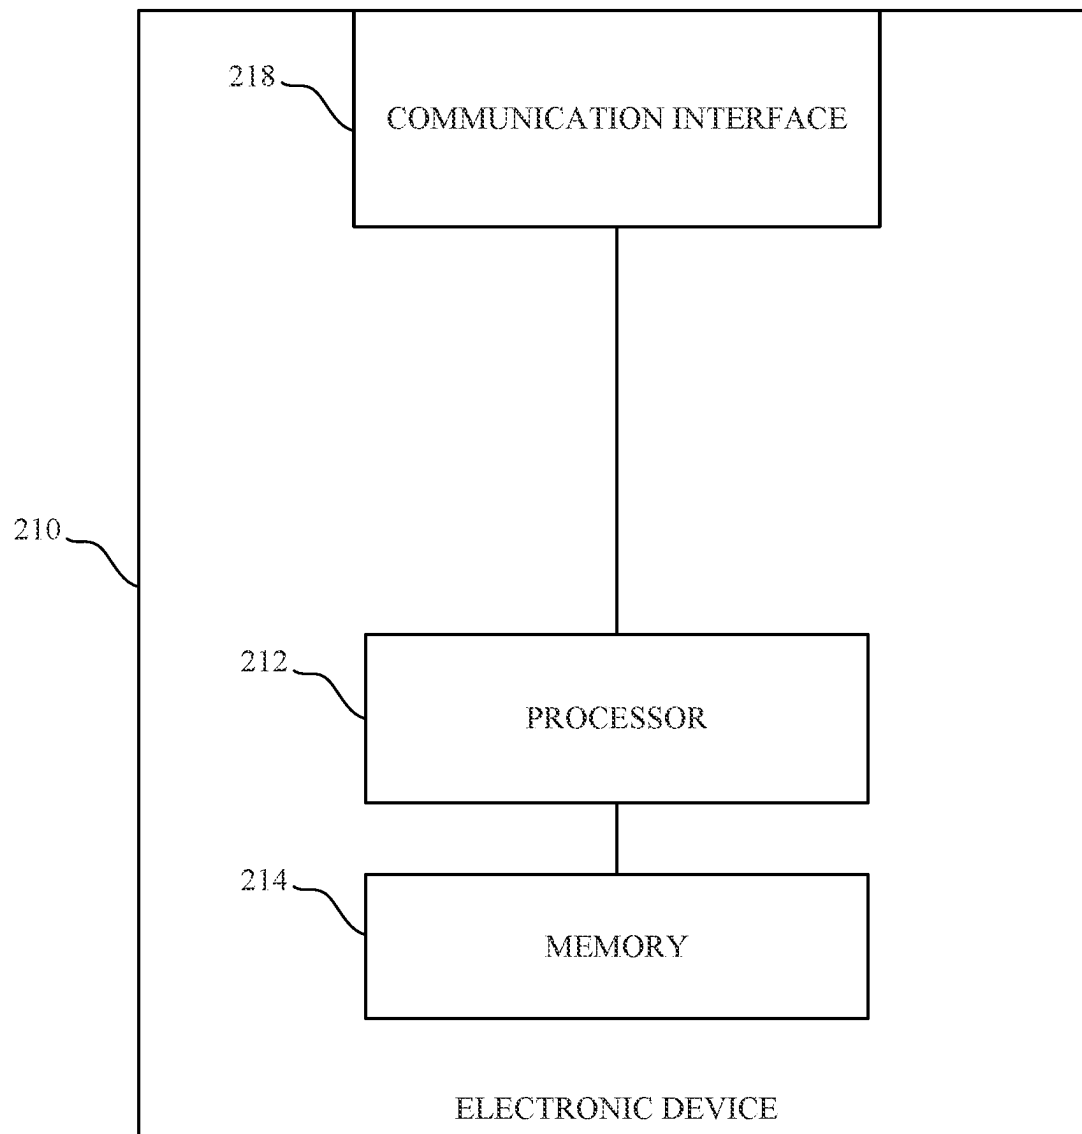 218
COMMUNICATION INTERFACE
210
212
PROCESSOR
214
MEMORY
ELECTRONIC DEVICE